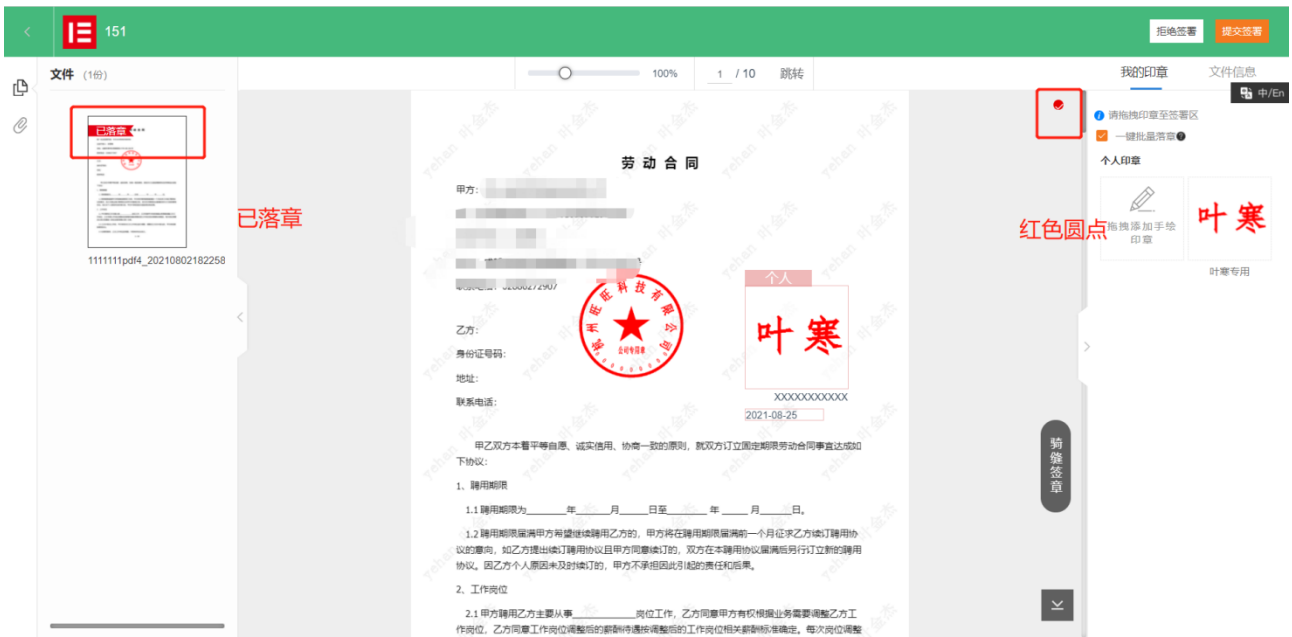 151
拒绝签署
提交签署
文件 (1份)
100%
1 / 10
跳转
我的印章
文件信息
中/En
已落章
1111111pdf4_20210802182258
已落章
红色圆点
请拖拽印章至签署区
一键批量落章
个人印章
拖拽添加手绘
印章
叶寒
叶寒专用
劳动合同
甲方:
乙方:
身份证号码:
地址:
联系电话:
杭州旺旺科技有限公司
公司专用章
个人
叶寒
XXXXXXXXXXX
2021-08-25
甲乙双方本着平等自愿、诚实信用、协商一致的原则，就双方订立固定期限劳动合同事宜达成如
下协议:
1、聘用期限
1.1 聘用期限为________年______月______日至______ 年 _____ 月______日。
1.2 聘用期限届满甲方希望继续聘用乙方的，甲方将在聘用期限届满前一个月征求乙方续订聘用协
议的意向，如乙方提出续订聘用协议且甲方同意续订的，双方在本聘用协议届满后另行订立新的聘用
协议。因乙方个人原因未及时续订的，甲方不承担因此引起的责任和后果。
2、工作岗位
2.1 甲方聘用乙方主要从事__________岗位工作，乙方同意甲方有权根据业务需要调整乙方工
作岗位，乙方同意工作岗位调整后的薪酬待遇按调整后的工作岗位相关薪酬标准确定。每次岗位调整
骑缝签章
yehan 叶金杰